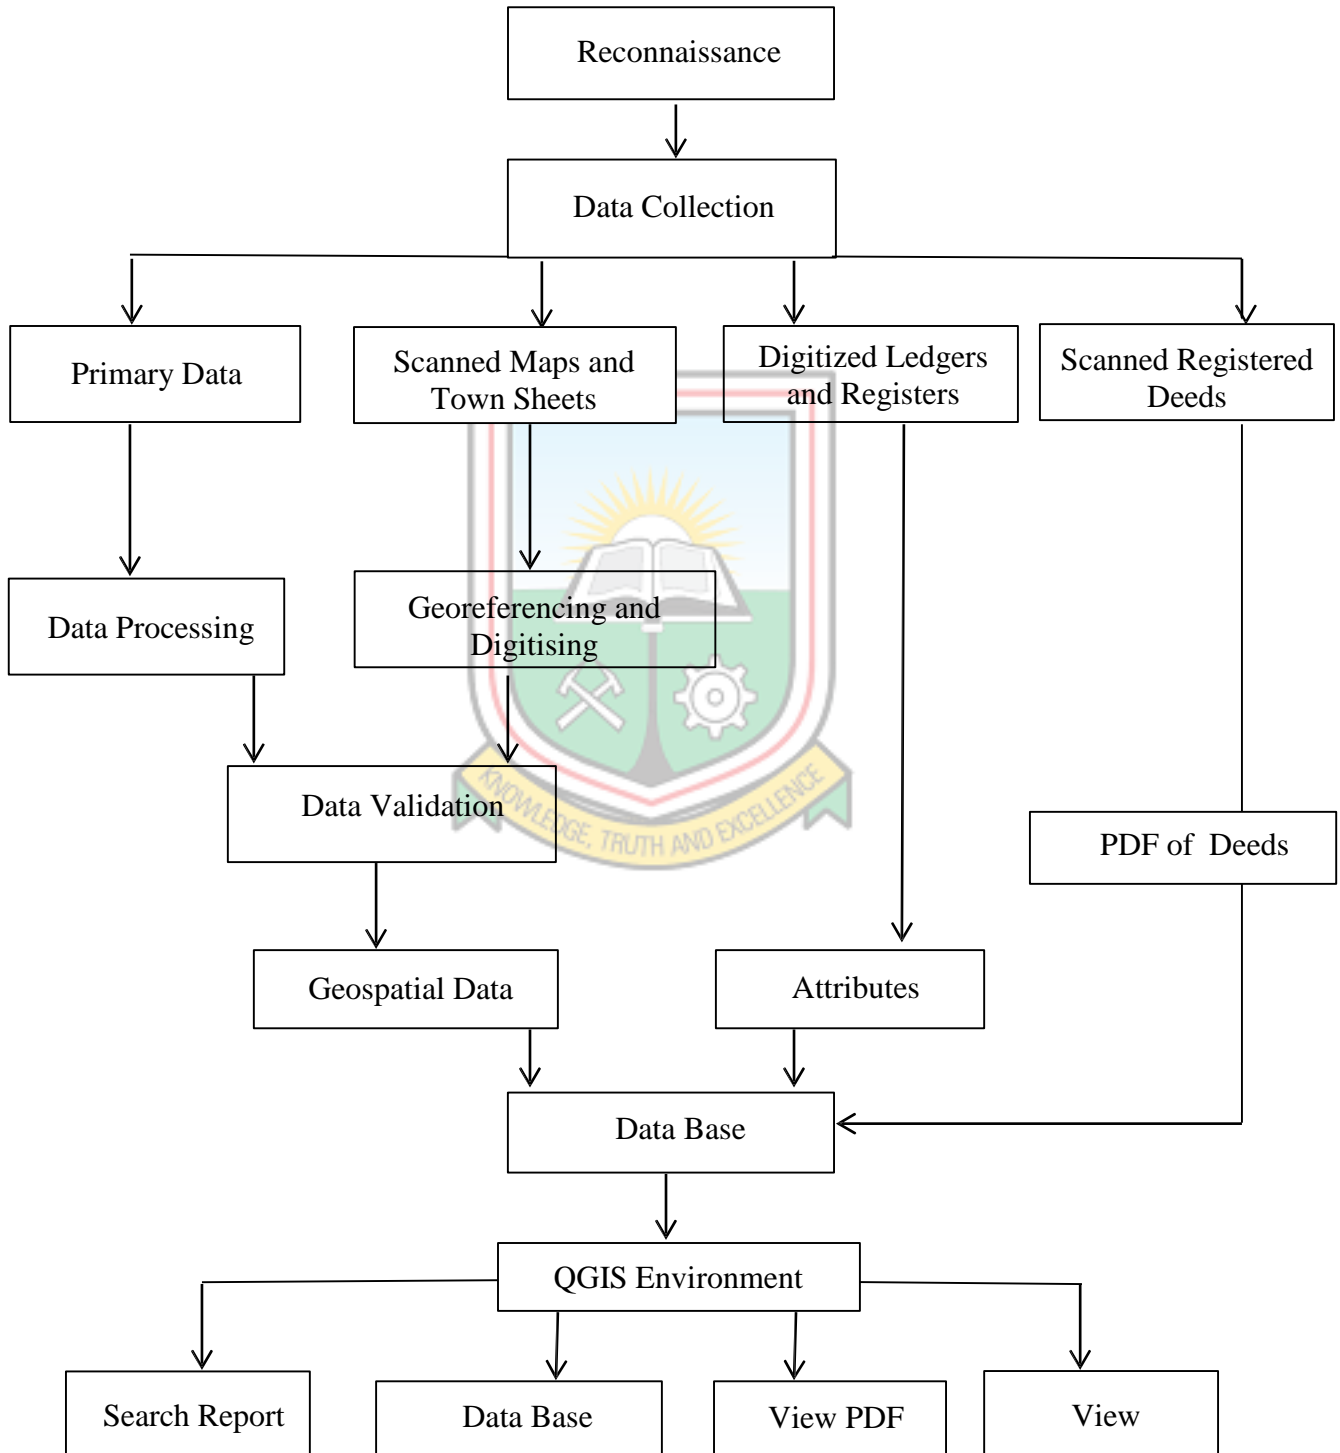 Reconnaissance
Data Collection
Primary Data
Scanned Maps and
Town Sheets
Digitized Ledgers
and Registers
Scanned Registered
Deeds
Data Processing
Georeferencing and
Digitising
Data Validation
KNOWLEDGE, TRUTH AND EXCELLENCE
PDF of Deeds
Geospatial Data
Attributes
Data Base
QGIS Environment
Search Report
Data Base
View PDF
View